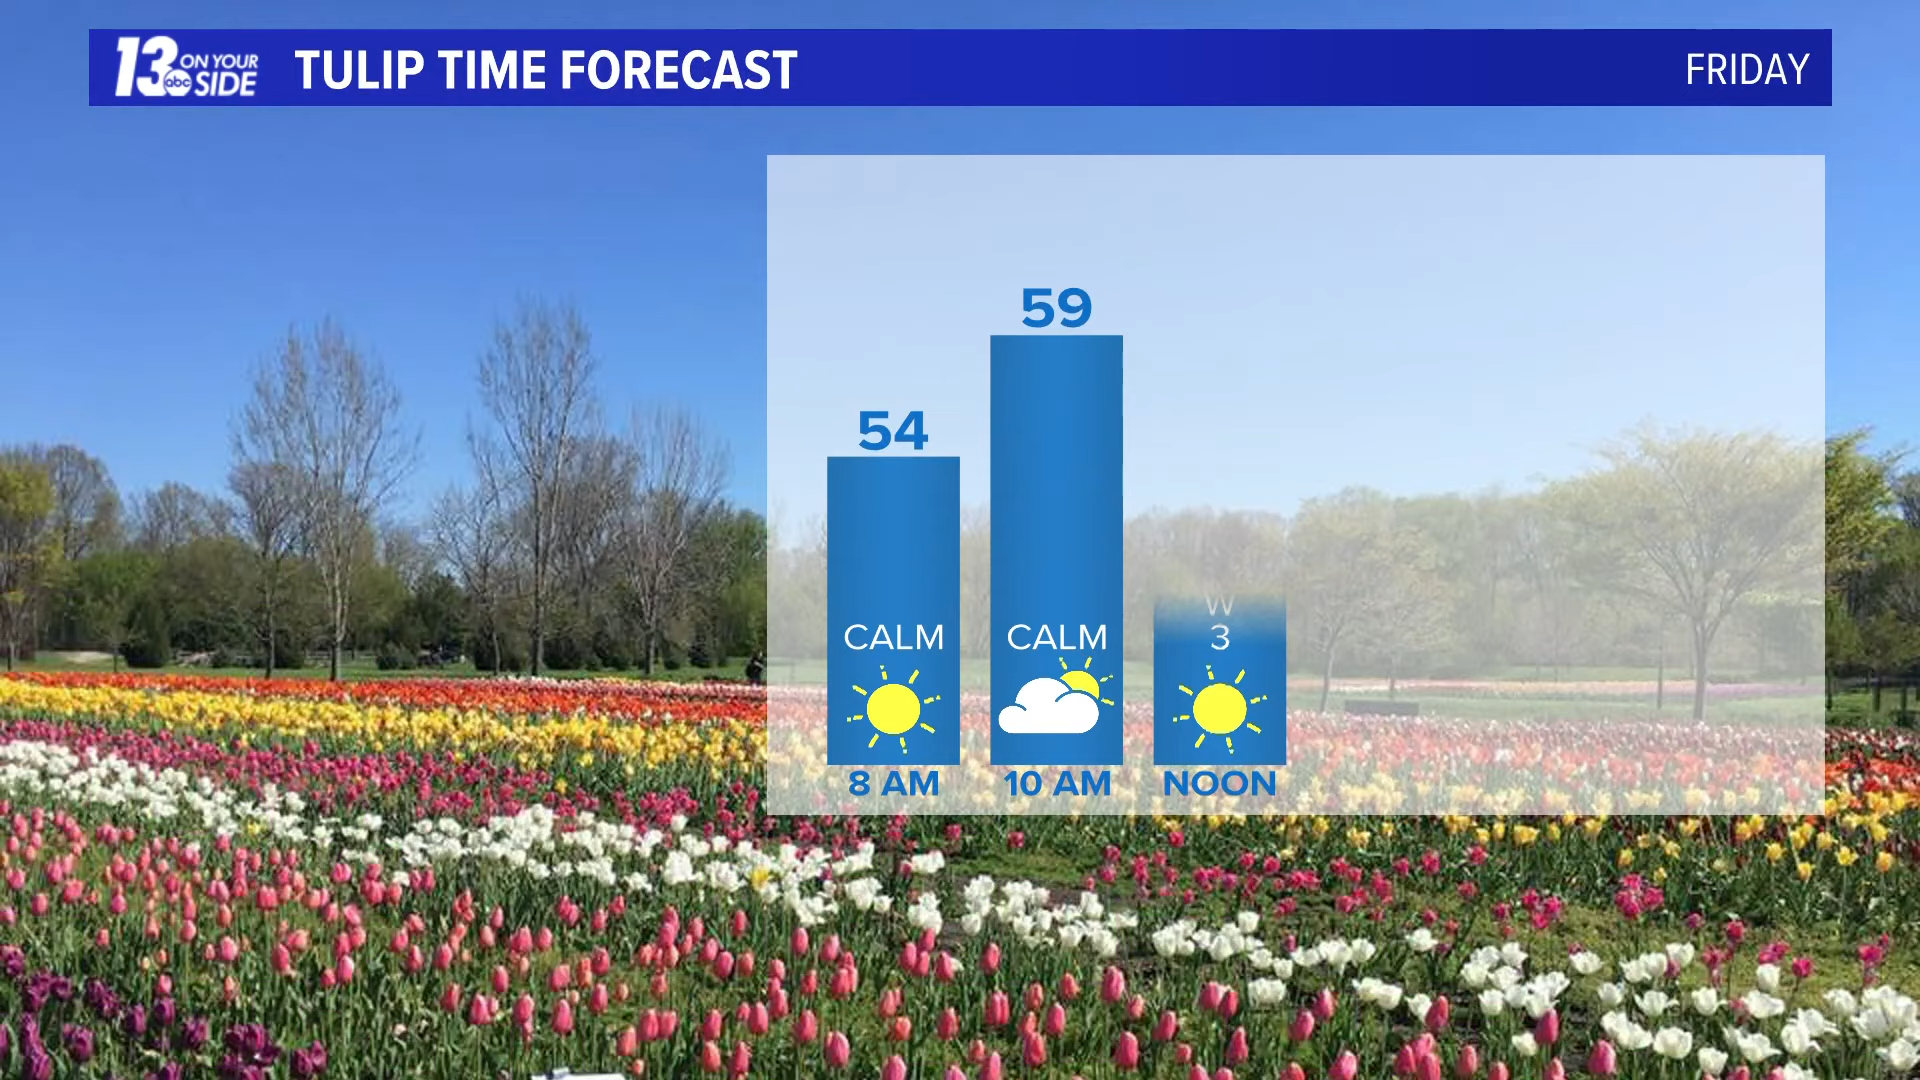 13 ON YOUR SIDE
abc
TULIP TIME FORECAST
FRIDAY
59
54
W
CALM CALM 3
8 AM 10 AM NOON